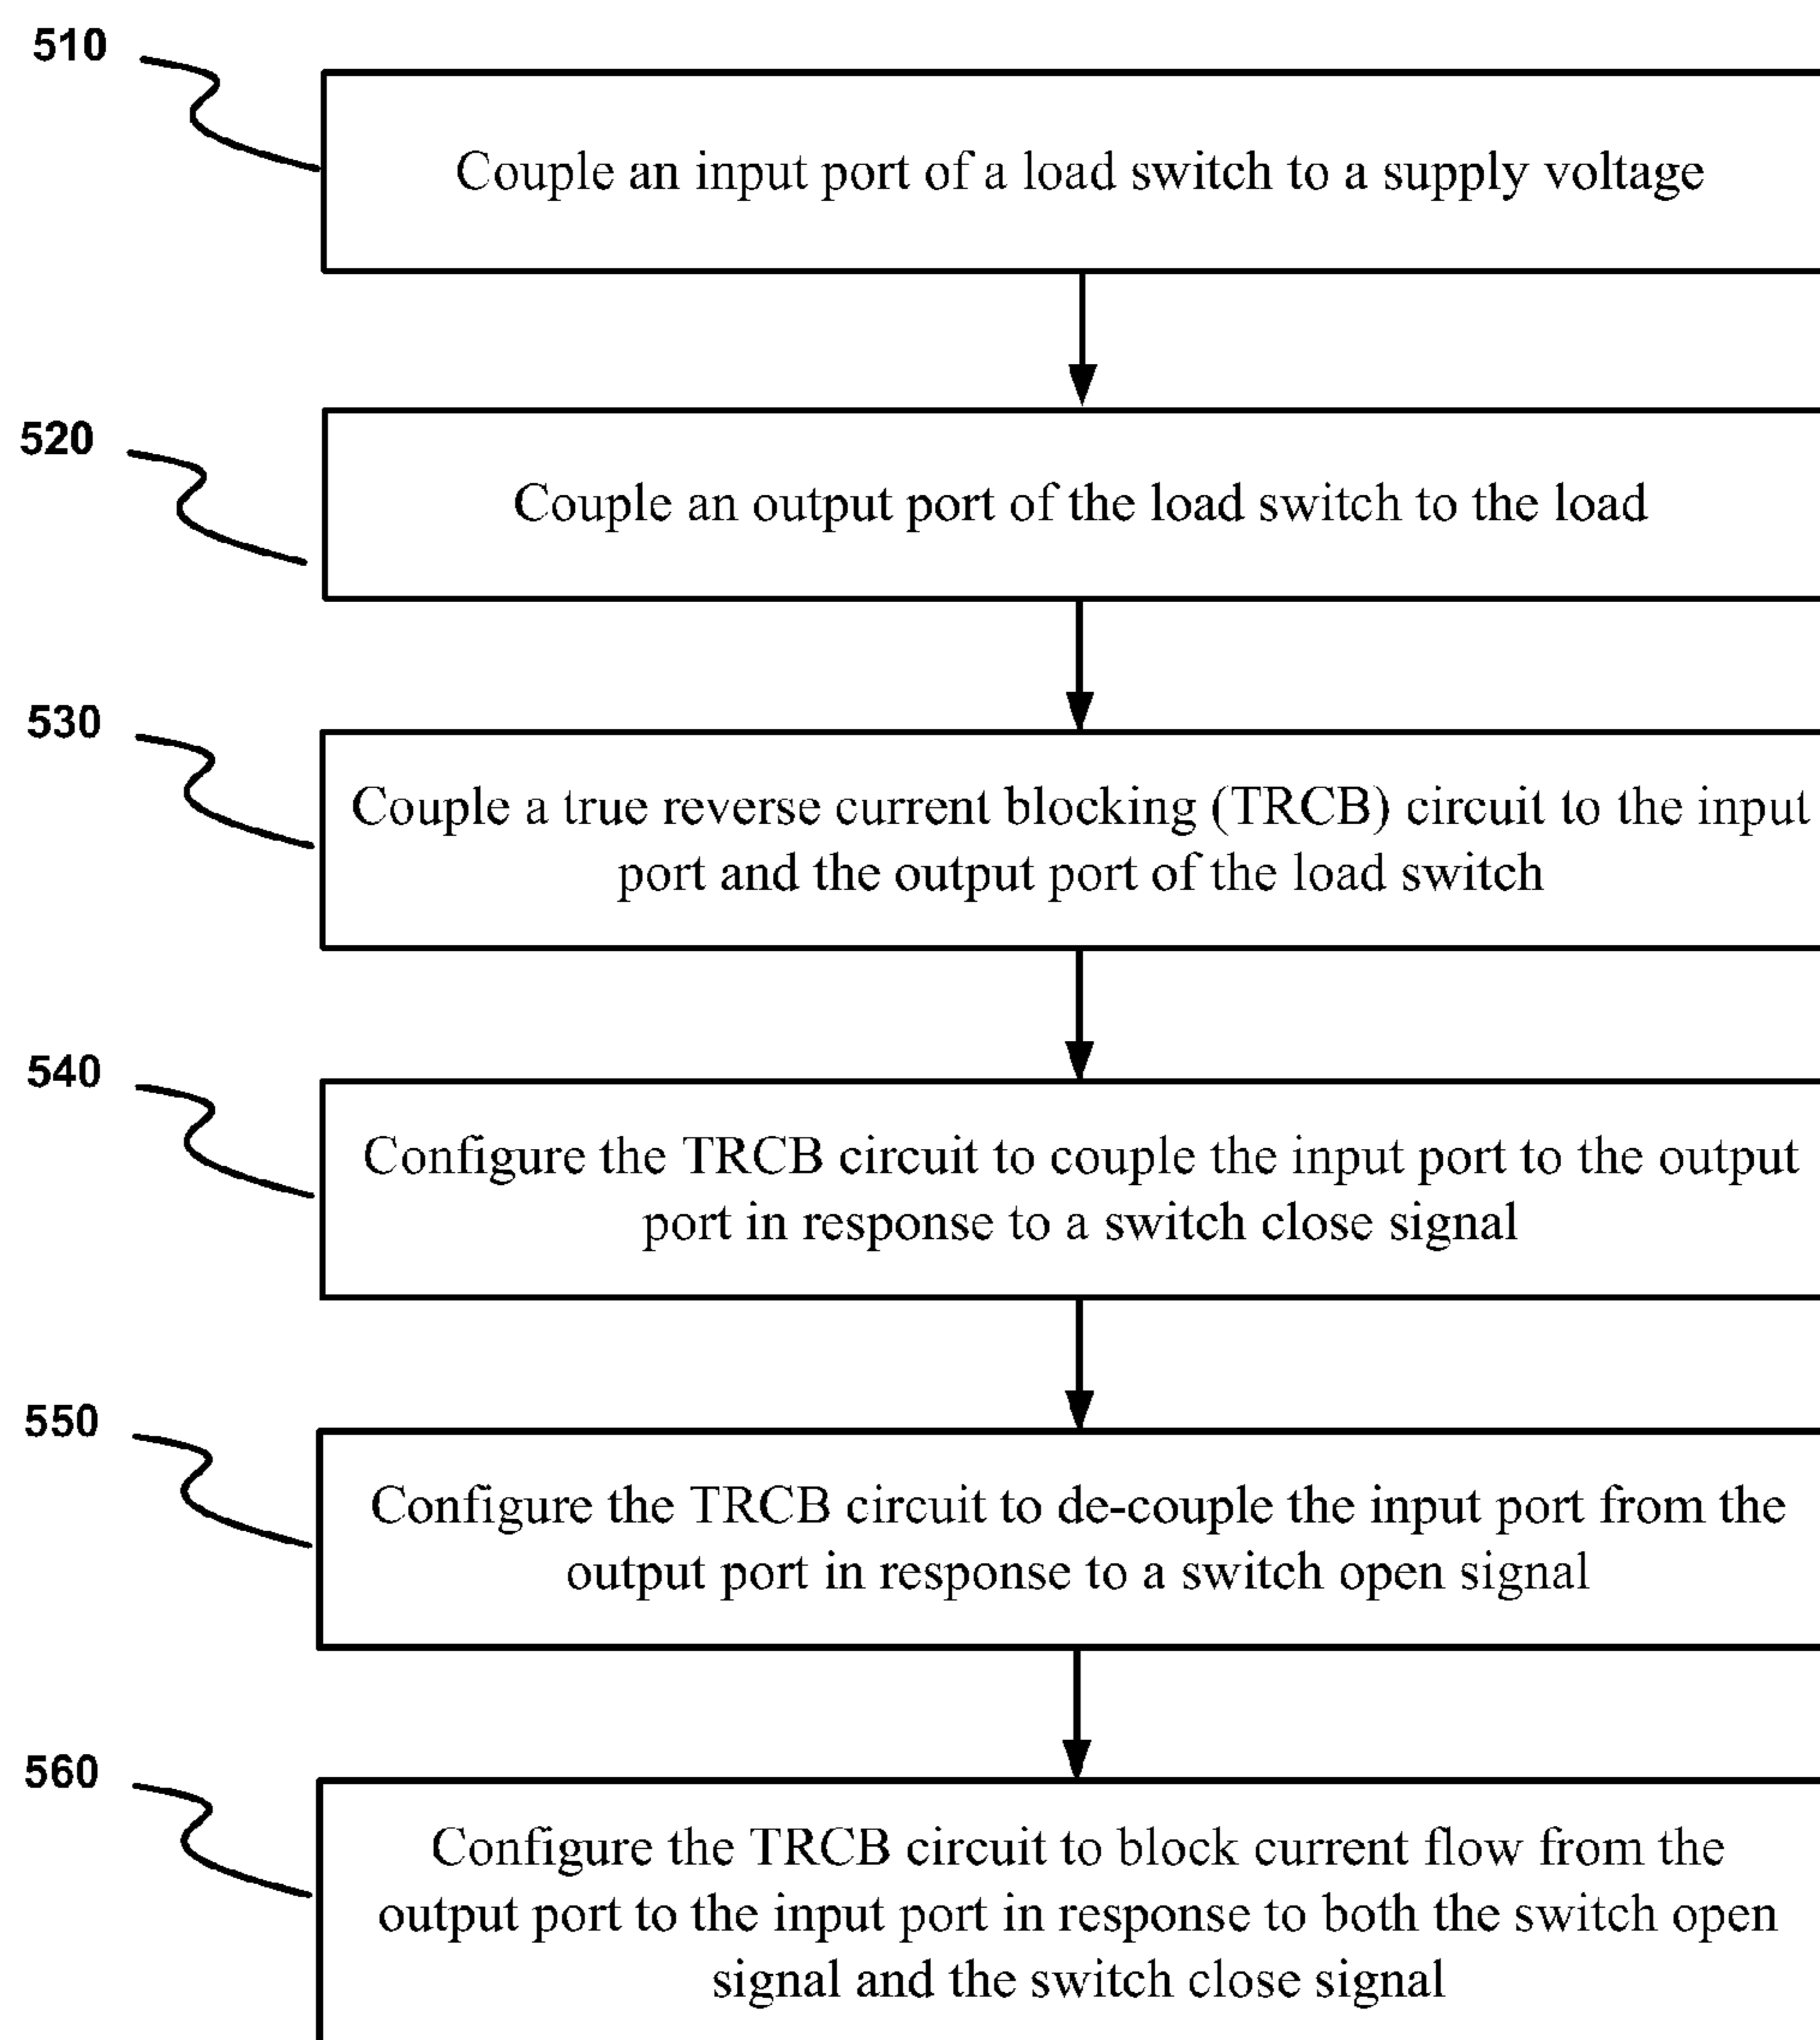 510
Couple an input port of a load switch to a supply voltage
520
Couple an output port of the load switch to the load
530
Couple a true reverse current blocking (TRCB) circuit to the input
port and the output port of the load switch
540
Configure the TRCB circuit to couple the input port to the output
port in response to a switch close signal
550
Configure the TRCB circuit to de-couple the input port from the
output port in response to a switch open signal
560
Configure the TRCB circuit to block current flow from the
output port to the input port in response to both the switch open
signal and the switch close signal